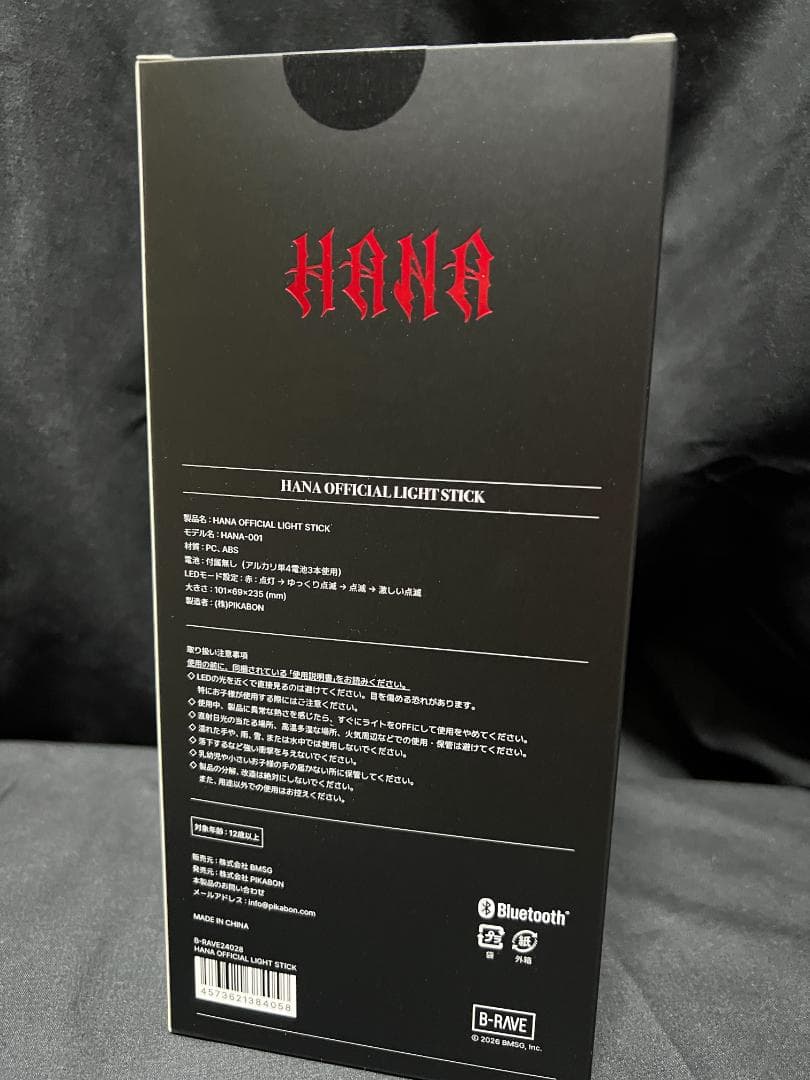 HANA
HANA OFFICIAL LIGHT STICK
製品名：HANA OFFICIAL LIGHT STICK
モデル名：HANA-001
材質：PC、ABS
電池：付属無し（アルカリ単4電池3本使用）
LEDモード設定：赤：点灯 → ゆっくり点滅 → 点滅 → 激しい点滅
大きさ：101×69×235 (mm)
製造者：(株)PIKABON
取り扱い注意事項
使用の前に、同梱されている「使用説明書」をお読みください。
◇LEDの光を近くで直接見るのは避けてください。目を傷める恐れがあります。
特にお子様が使用する際にはご注意ください。
◇使用中、製品に異常な熱さを感じたら、すぐにライトをOFFにして使用をやめてください。
◇直射日光の当たる場所、高温多湿な場所、火気周辺などでの使用・保管は避けてください。
◇濡れた手や、雨、雪、または水中では使用しないでください。
◇落下するなど強い衝撃を与えないでください。
◇乳幼児や小さいお子様の手の届かない所に保管してください。
◇製品の分解、改造は絶対にしないでください。
また、用途以外での使用はお控えください。
対象年齢：12歳以上
販売元：株式会社 BMSG
発売元：株式会社 PIKABON
本製品のお問い合わせ
メールアドレス：info@pikabon.com
MADE IN CHINA
B-RAVE24028
HANA OFFICIAL LIGHT STICK
4573621384058
Bluetooth®
プラ 紙
袋 外箱
B-RAVE
© 2026 BMSG, Inc.